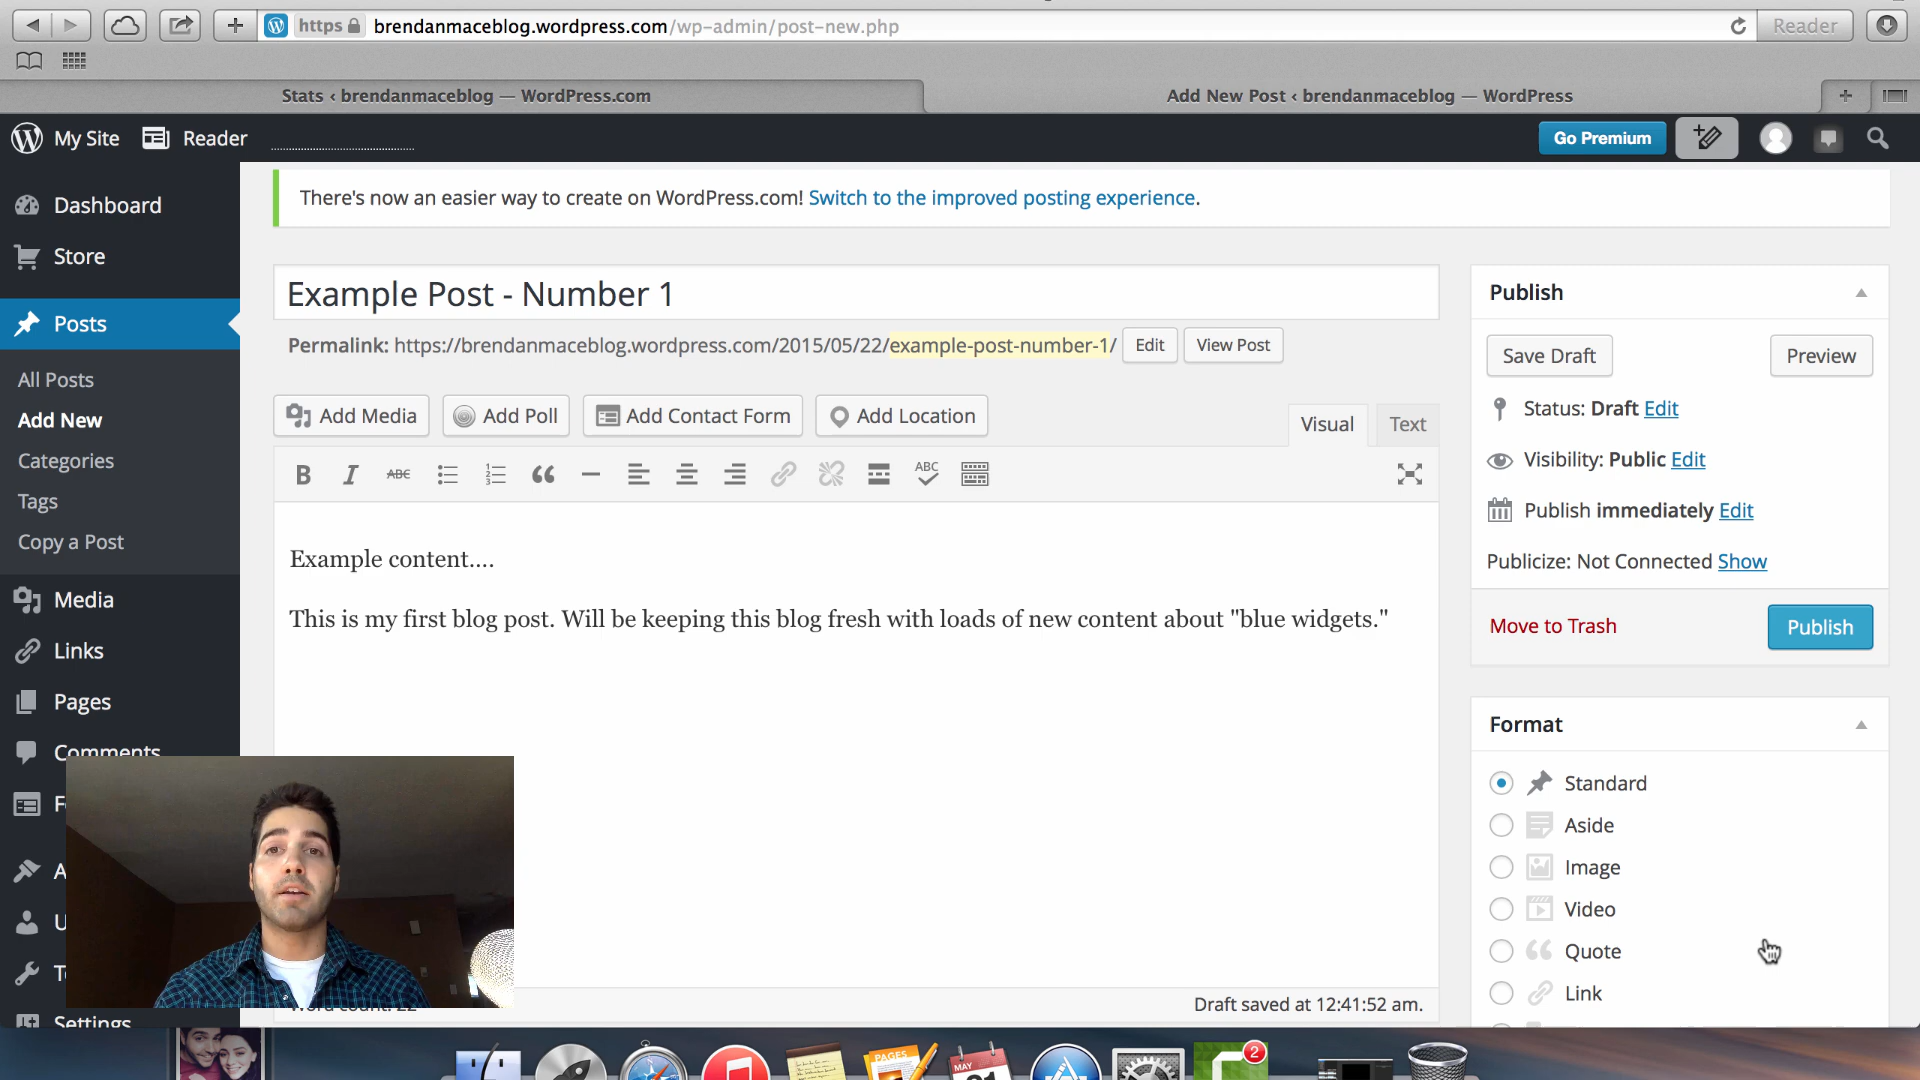 https brendanmaceblog.wordpress.com/wp-admin/post-new.php Reader
Stats ‹ brendanmaceblog — WordPress.com
Add New Post ‹ brendanmaceblog — WordPress
My Site Reader Go Premium
Dashboard
Store
Posts
All Posts
Add New
Categories
Tags
Copy a Post
Media
Links
Pages
Comments
Settings
There's now an easier way to create on WordPress.com! Switch to the improved posting experience.
Example Post - Number 1
Permalink: https://brendanmaceblog.wordpress.com/2015/05/22/example-post-number-1/ Edit View Post
Add Media Add Poll Add Contact Form Add Location
Visual Text
B I ABC ABC
Example content....
This is my first blog post. Will be keeping this blog fresh with loads of new content about "blue widgets."
Draft saved at 12:41:52 am.
Publish
Save Draft Preview
Status: Draft Edit
Visibility: Public Edit
Publish immediately Edit
Publicize: Not Connected Show
Move to Trash Publish
Format
Standard
Aside
Image
Video
Quote
Link
PAGES
MAY
2